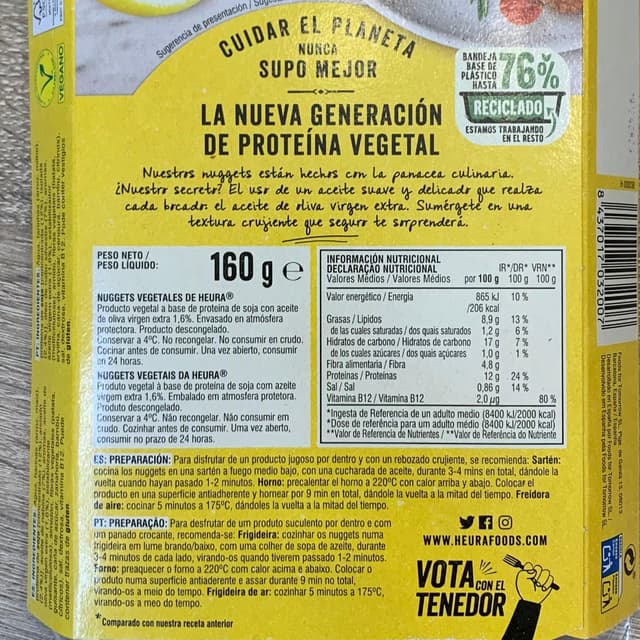 Sugerencia de presentación /
CUIDAR EL PLANETA
NUNCA
SUPO MEJOR
VEGANO
BANDEJA
BASE DE
PLÁSTICO
HASTA
76%
RECICLADO
ESTAMOS TRABAJANDO
EN EL RESTO
LA NUEVA GENERACIÓN
DE PROTEÍNA VEGETAL
Nuestros nuggets están hechos con la panacea culinaria.
¿Nuestro secreto? El uso de un aceite suave y delicado que realza
cada bocado: el aceite de oliva virgen extra. Sumérgete en una
textura crujiente que seguro te sorprenderá.
PESO NETO /
PESO LÍQUIDO:
160 g e
NUGGETS VEGETALES DE HEURA®
Producto vegetal a base de proteína de soja con aceite
de oliva virgen extra 1,6%. Envasado en atmósfera
protectora. Producto descongelado.
Conservar a 4ºC. No recongelar. No consumir en crudo.
Cocinar antes de consumir. Una vez abierto, consumir
en 24 horas.
NUGGETS VEGETAIS DA HEURA®
Produto vegetal à base de proteína de soja com azeite
virgem extra 1,6%. Embalado em atmosfera protetora.
Produto descongelado.
Conservar a 4ºC. Não recongelar. Não consumir em
crudo. Cozinhar antes de consumir. Uma vez aberto,
consumir no prazo de 24 horas.
INFORMACIÓN NUTRICIONAL
DECLARAÇÃO NUTRICIONAL IR*/DR* VRN**
Valores Medios / Valores Médios por 100 g 100 g 100 g
Valor energético / Energia 865 kJ 10 %
/206 kcal
Grasas / Lípidos 8,9 g 13 %
de las cuales saturadas / dos quais saturados 1,2 g 6 %
Hidratos de carbono / Hidratos de carbono 17 g 7 %
de los cuales azúcares / dos quais açúcares 1,0 g 1 %
Fibra alimentaria / Fibra 4,8 g
Proteínas / Proteínas 12 g 24 %
Sal / Sal 0,86 g 14 %
Vitamina B12 / Vitamina B12 2,0 µg 80 %
*Ingesta de Referencia de un adulto medio (8400 kJ/2000 kcal)
*Dose de referência para um adulto médio (8400 kJ/2000 kcal)
**Valor de Referencia de Nutrientes / **Valor de Referência do Nutriente
ES: PREPARACIÓN: Para disfrutar de un producto jugoso por dentro y con un rebozado crujiente, se recomienda: Sartén:
cocina los nuggets en una sartén a fuego medio bajo, con una cucharada de aceite, durante 3-4 mins en total, dándole la
vuelta cuando hayan pasado 1-2 minutos. Horno: precalentar el horno a 220ºC con calor arriba y abajo. Colocar el
producto en una superficie antiadherente y hornear por 9 min en total, dándole la vuelta a la mitad del tiempo. Freidora
de aire: cocinar 5 minutos a 175ºC, dándoles la vuelta a la mitad del tiempo.
PT: PREPARAÇÃO: Para desfrutar de um produto suculento por dentro e com
um panado crocante, recomenda-se: Frigideira: cozinhar os nuggets numa
frigideira em lume brando/baixo, com uma colher de sopa de azeite, durante
3-4 minutos de cada lado, virando-os quando tiverem passado 1-2 minutos.
Forno: preaquecer o forno a 220ºC com calor acima e abaixo. Colocar o
produto numa superfície antiaderente e assar durante 9 min no total,
virando-os a meio do tempo. Frigideira de ar: cozinhar 5 minutos a 175ºC,
virando-os a meo do tempo.
*Comparado con nuestra receta anterior
WWW.HEURAFOODS.COM
VOTA CON EL
TENEDOR
8 437017 032007